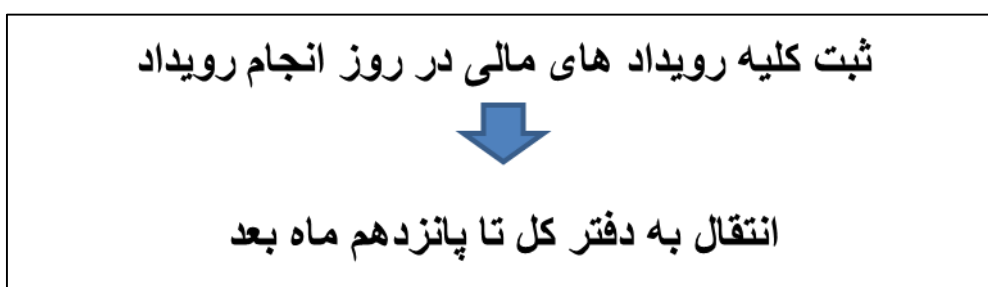 ثبت کلیه رویداد های مالی در روز انجام رویداد
انتقال به دفتر کل تا پانزدهم ماه بعد